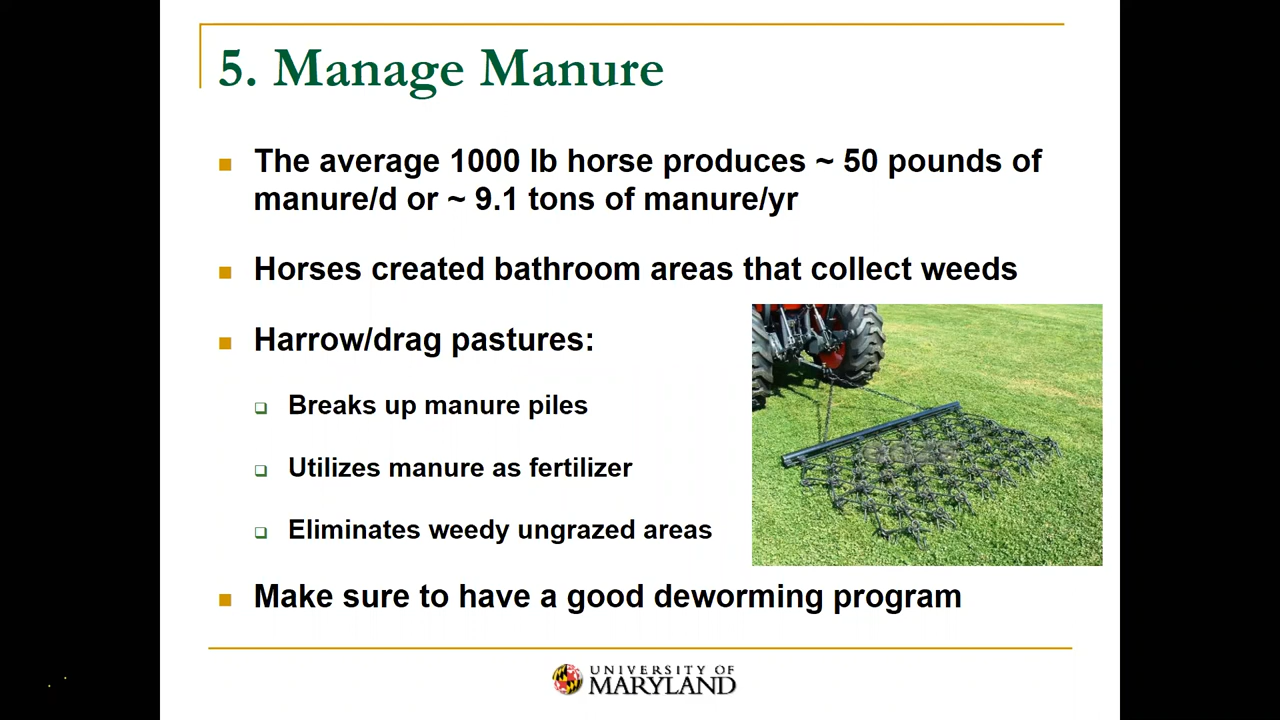 5. Manage Manure
The average 1000 lb horse produces ~ 50 pounds of
manure/d or ~ 9.1 tons of manure/yr
Horses created bathroom areas that collect weeds
Harrow/drag pastures:
Breaks up manure piles
Utilizes manure as fertilizer
Eliminates weedy ungrazed areas
Make sure to have a good deworming program
UNIVERSITY OF
MARYLAND